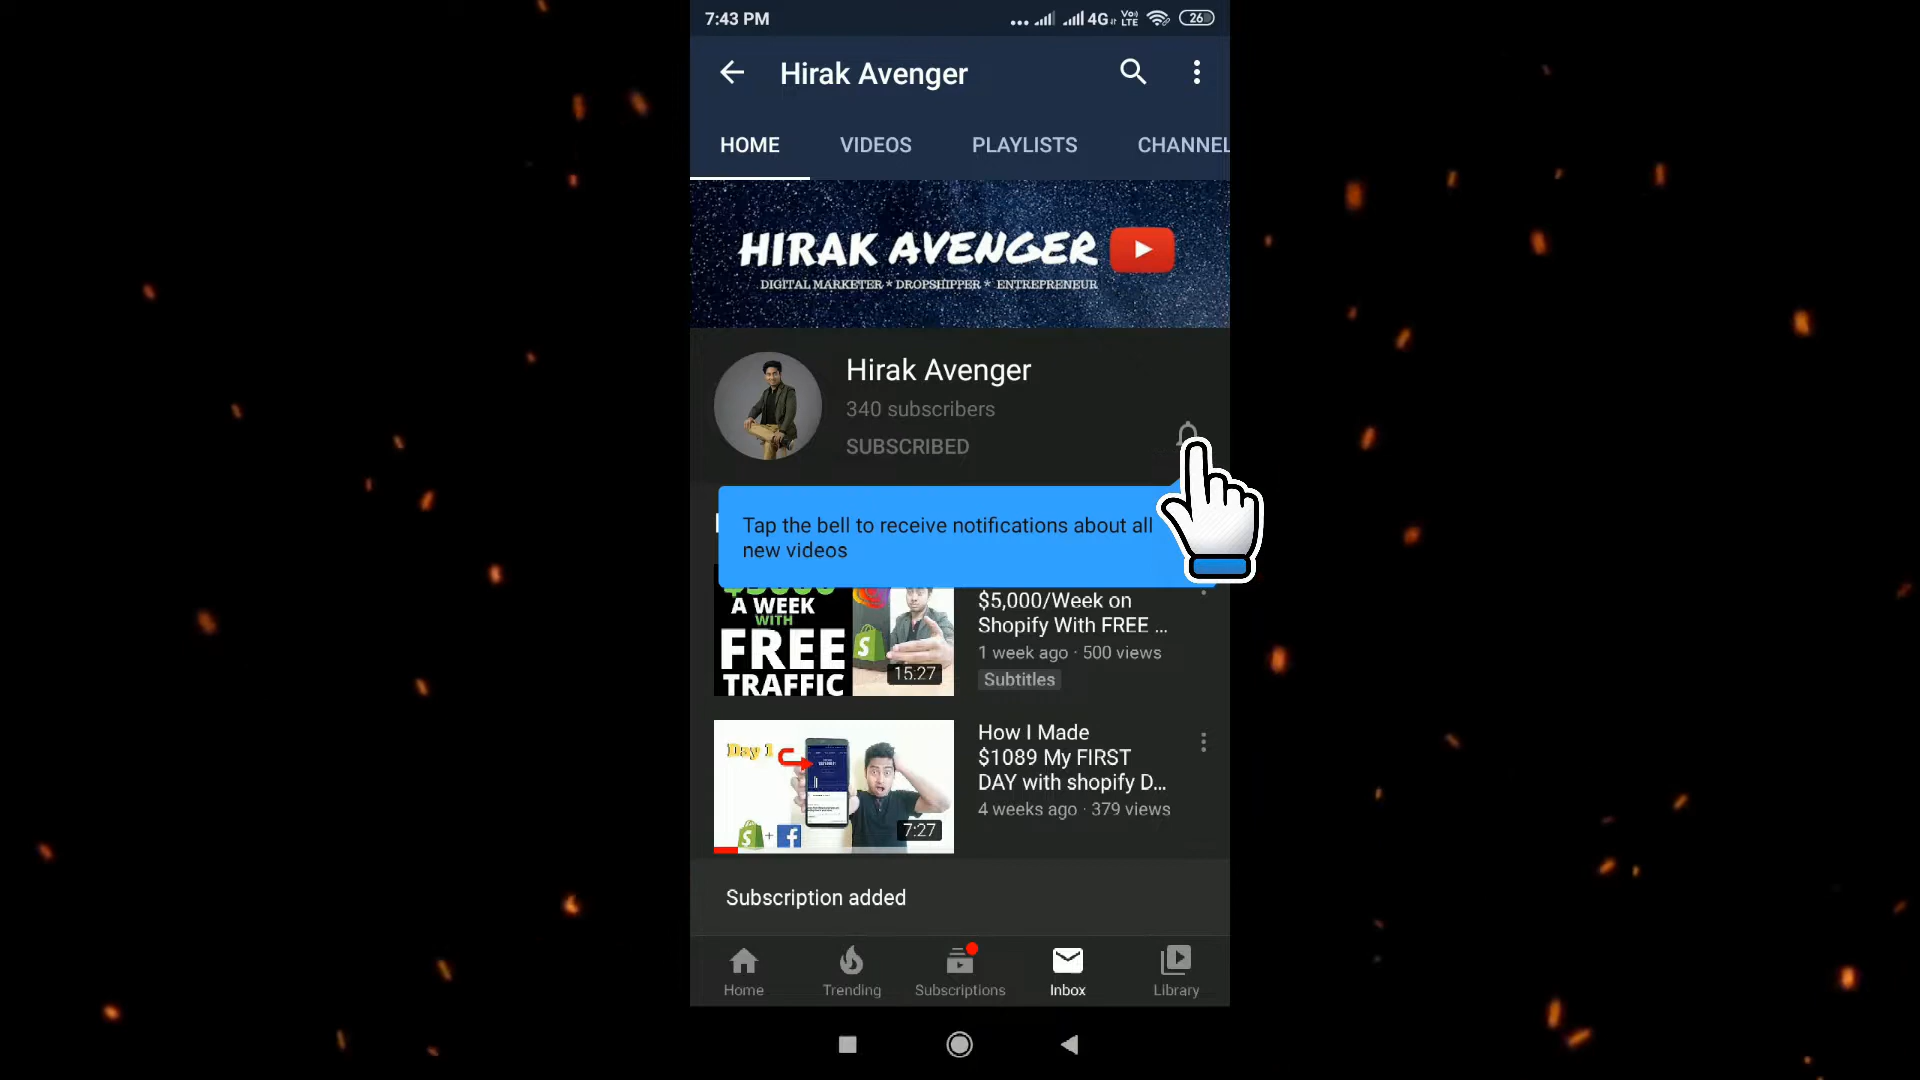 7:43 PM
4G
Vo))
LTE
26
Hirak Avenger
HOME
VIDEOS
PLAYLISTS
CHANNEL
HIRAK AVENGER
DIGITAL MARKETER * DROPSHIPPER * ENTREPRENEUR
Hirak Avenger
340 subscribers
SUBSCRIBED
Tap the bell to receive notifications about all
new videos
A WEEK
WITH
FREE
TRAFFIC
15:27
$5,000/Week on
Shopify With FREE ...
1 week ago · 500 views
Subtitles
Day 1
7:27
How I Made
$1089 My FIRST
DAY with shopify D...
4 weeks ago · 379 views
Subscription added
Home
Trending
Subscriptions
Inbox
Library